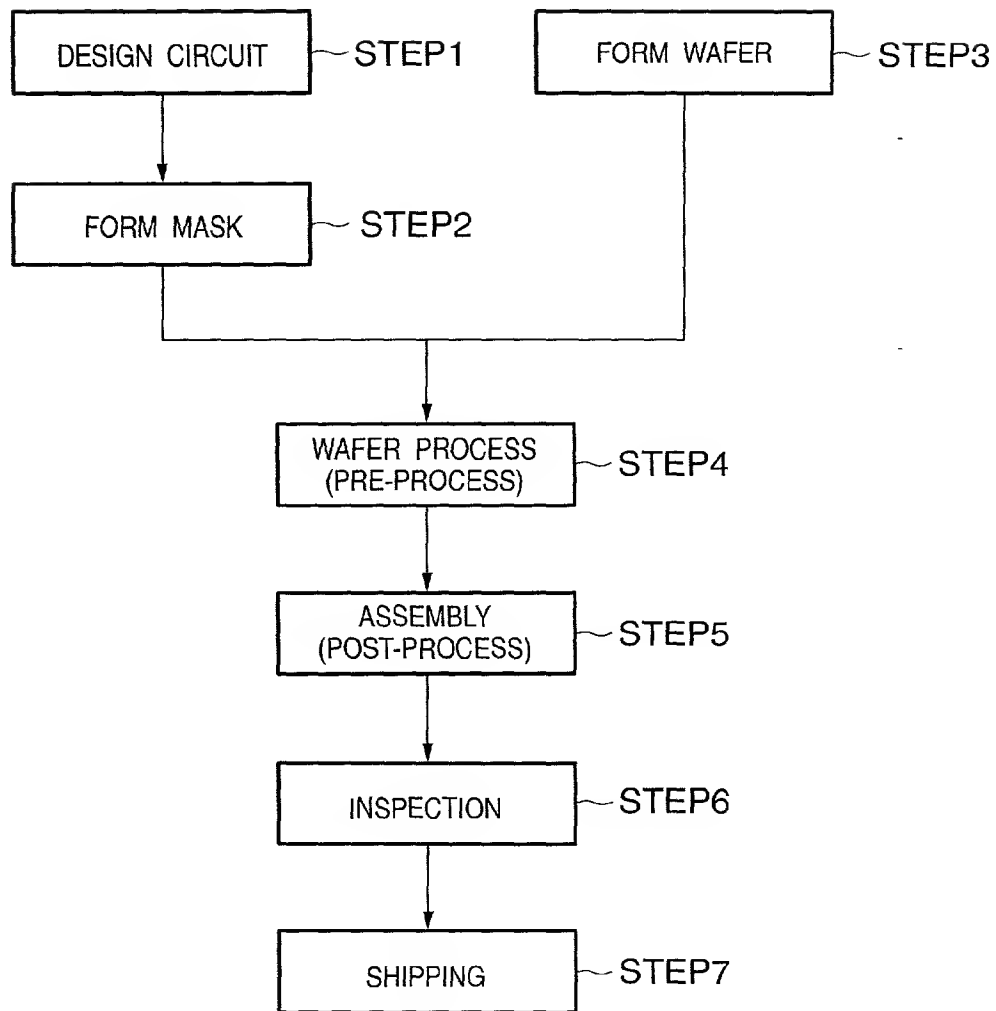 DESIGN CIRCUIT
STEP1
FORM WAFER
STEP3
FORM MASK
STEP2
WAFER PROCESS
(PRE-PROCESS)
STEP4
ASSEMBLY
(POST-PROCESS)
STEP5
INSPECTION
STEP6
SHIPPING
STEP7